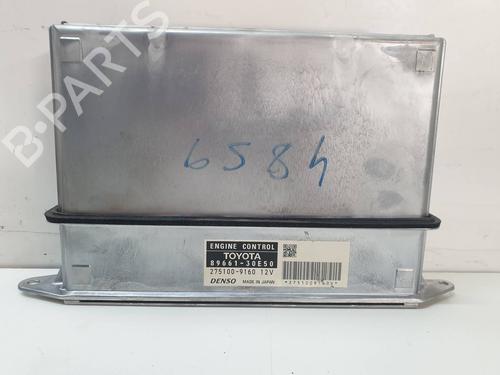 B-PARTS
6584
ENGINE CONTROL
TOYOTA
89661-30E50
275100-9160 12V
DENSO MADE IN JAPAN